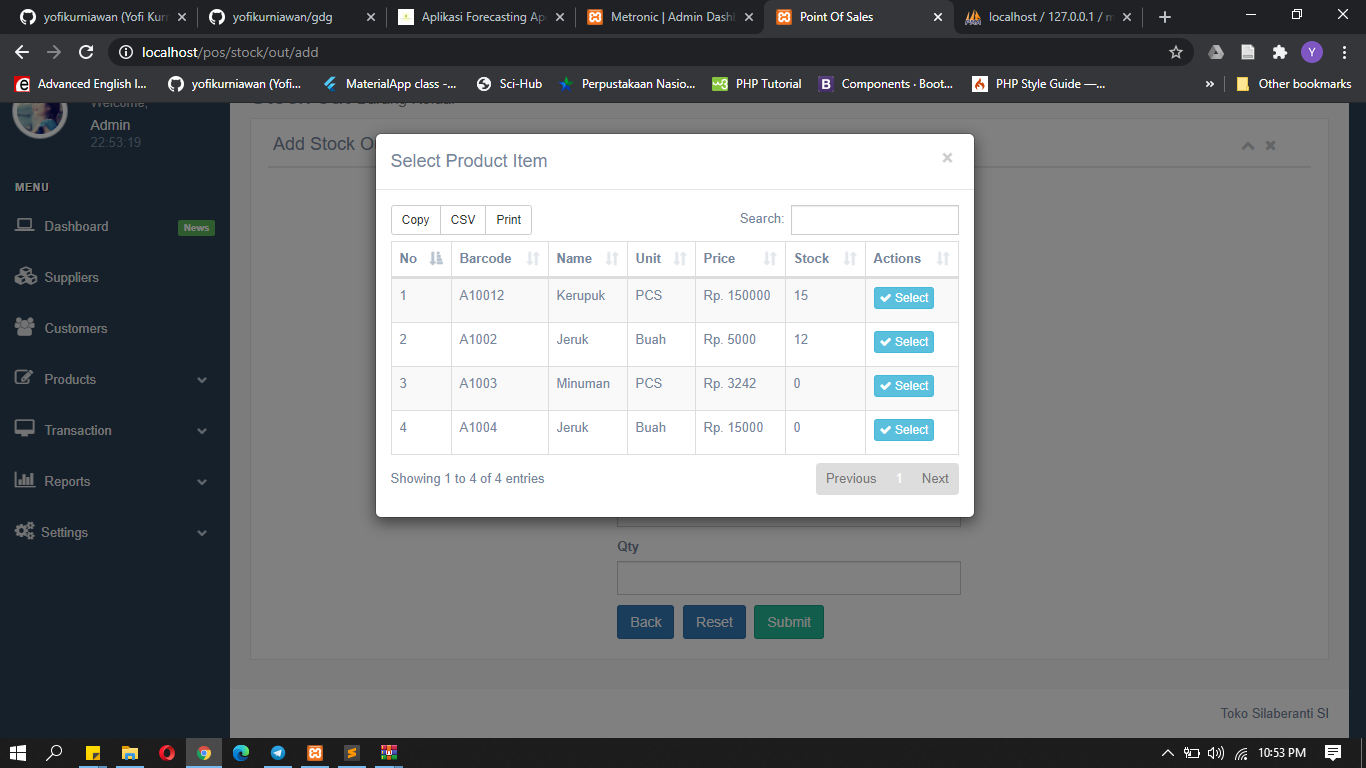 yofikurniawan (Yofi Kurn
yofikurniawan/gdg
Aplikasi Forecasting Ap
Metronic | Admin Dashb
Point Of Sales
localhost / 127.0.0.1 / m
localhost/pos/stock/out/add
Y
Advanced English I...
yofikurniawan (Yofi...
MaterialApp class -...
Sci-Hub
Perpustakaan Nasio...
PHP Tutorial
Components · Boot...
PHP Style Guide —...
»
Other bookmarks
Welcome,
Admin
22:53:19
MENU
Dashboard
News
Suppliers
Customers
Products
Transaction
Reports
Settings
Add Stock O
Select Product Item
×
Copy CSV Print
Search:
No Barcode Name Unit Price Stock Actions
1 A10012 Kerupuk PCS Rp. 150000 15 Select
2 A1002 Jeruk Buah Rp. 5000 12 Select
3 A1003 Minuman PCS Rp. 3242 0 Select
4 A1004 Jeruk Buah Rp. 15000 0 Select
Showing 1 to 4 of 4 entries
Previous 1 Next
Qty
Back Reset Submit
Toko Silaberanti SI
10:53 PM